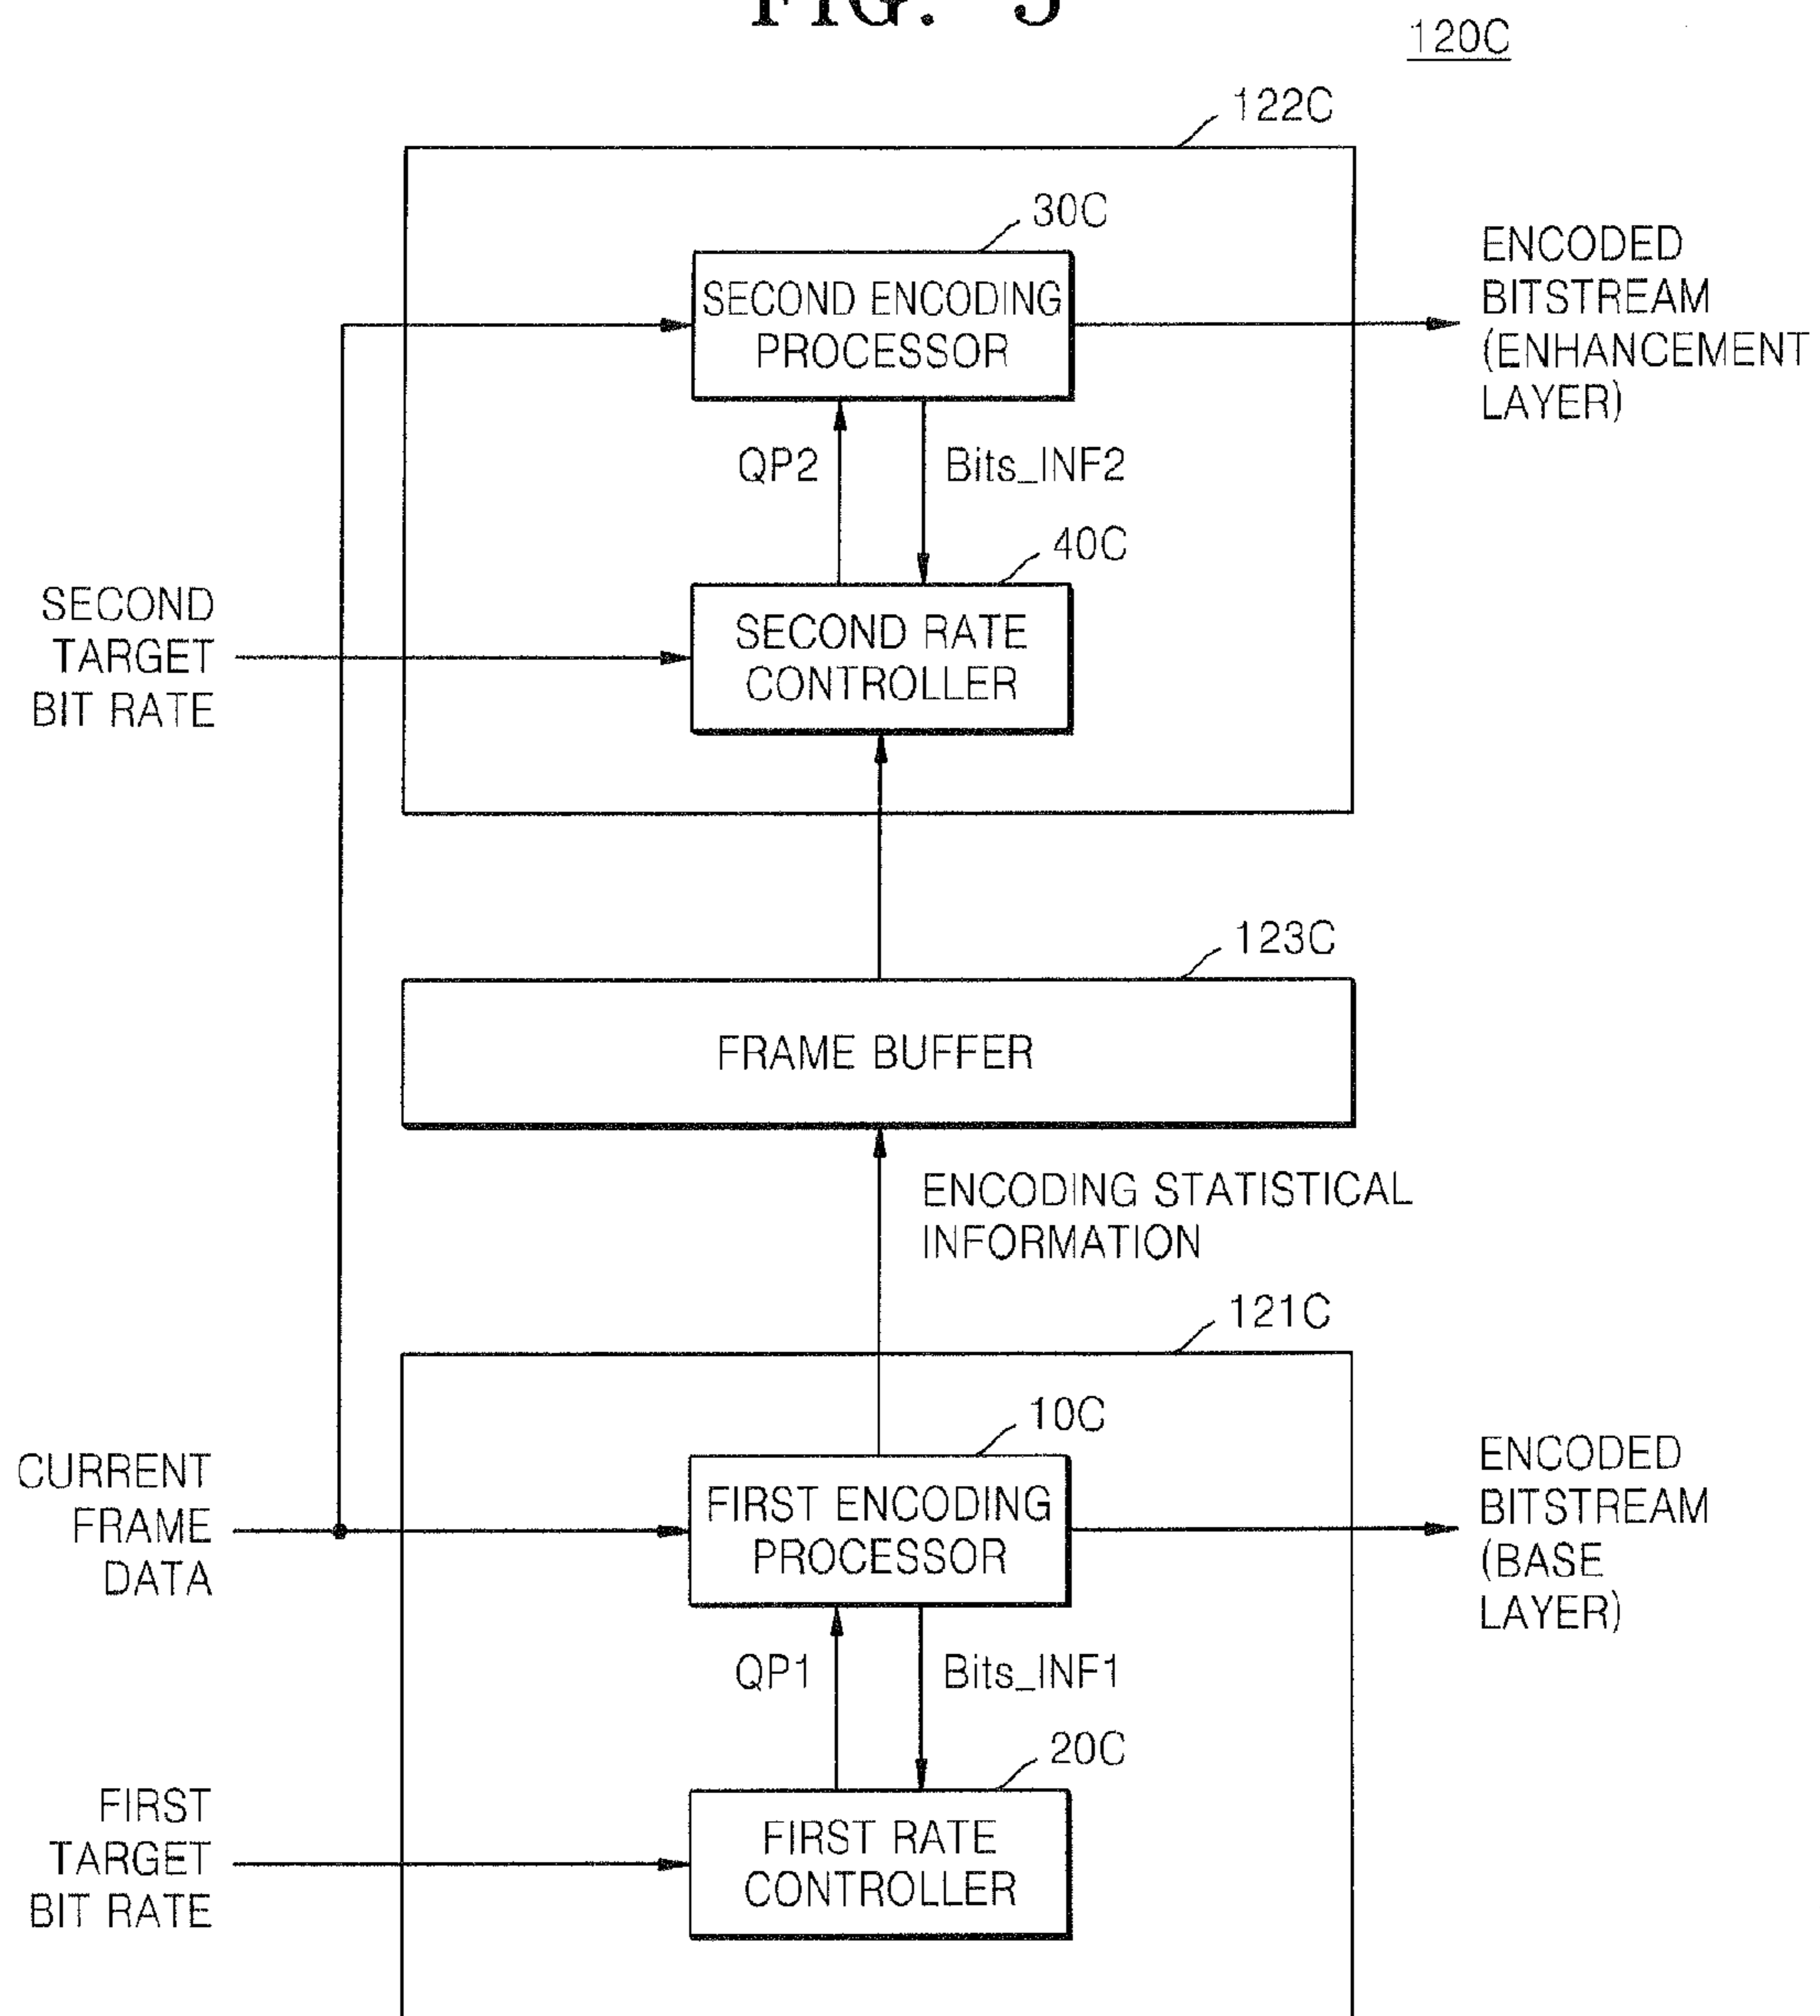 FIG. 5
120C
122C
30C
SECOND ENCODING
PROCESSOR
ENCODED
BITSTREAM
(ENHANCEMENT
LAYER)
QP2
Bits_INF2
40C
SECOND
TARGET
BIT RATE
SECOND RATE
CONTROLLER
123C
FRAME BUFFER
ENCODING STATISTICAL
INFORMATION
121C
10C
CURRENT
FRAME
DATA
FIRST ENCODING
PROCESSOR
ENCODED
BITSTREAM
(BASE
LAYER)
QP1
Bits_INF1
20C
FIRST
TARGET
BIT RATE
FIRST RATE
CONTROLLER